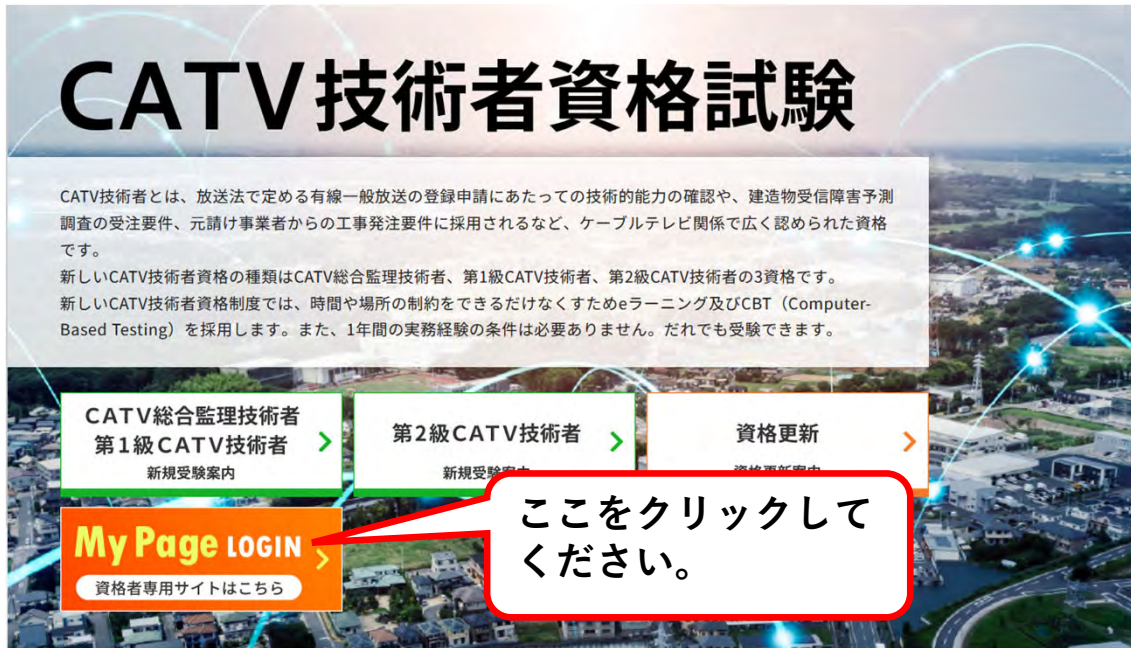 CATV技術者資格試験
CATV技術者とは、放送法で定める有線一般放送の登録申請にあたっての技術的能力の確認や、建造物受信障害予測
調査の受注要件、元請け事業者からの工事発注要件に採用されるなど、ケーブルテレビ関係で広く認められた資格
です。
新しいCATV技術者資格の種類はCATV総合監理技術者、第1級CATV技術者、第2級CATV技術者の3資格です。
新しいCATV技術者資格制度では、時間や場所の制約をできるだけなくすためeラーニング及びCBT（Computer-
Based Testing）を採用します。また、1年間の実務経験の条件は必要ありません。だれでも受験できます。
CATV総合監理技術者
第1級CATV技術者
新規受験案内
第2級CATV技術者
新規受験案内
資格更新
資格更新案内
My Page LOGIN
資格者専用サイトはこちら
ここをクリックして
ください。